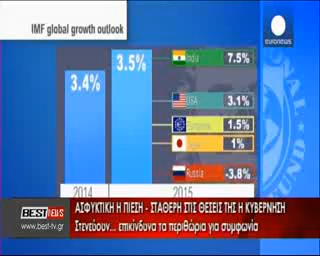 IMF global growth outlook
euronews
3.4%
3.5%
India 7.5%
USA 3.1%
1.5%
1%
Russia -3.8%
2014 2015
BEST NEWS
www.best-tv.gr
ΑΣΦΥΚΤΙΚΗ Η ΠΙΕΣΗ - ΣΤΑΘΕΡΗ ΣΤΙΣ ΘΕΣΕΙΣ ΤΗΣ Η ΚΥΒΕΡΝΗΣΗ
Στενεύουν... επικίνδυνα τα περιθώρια για συμφωνία